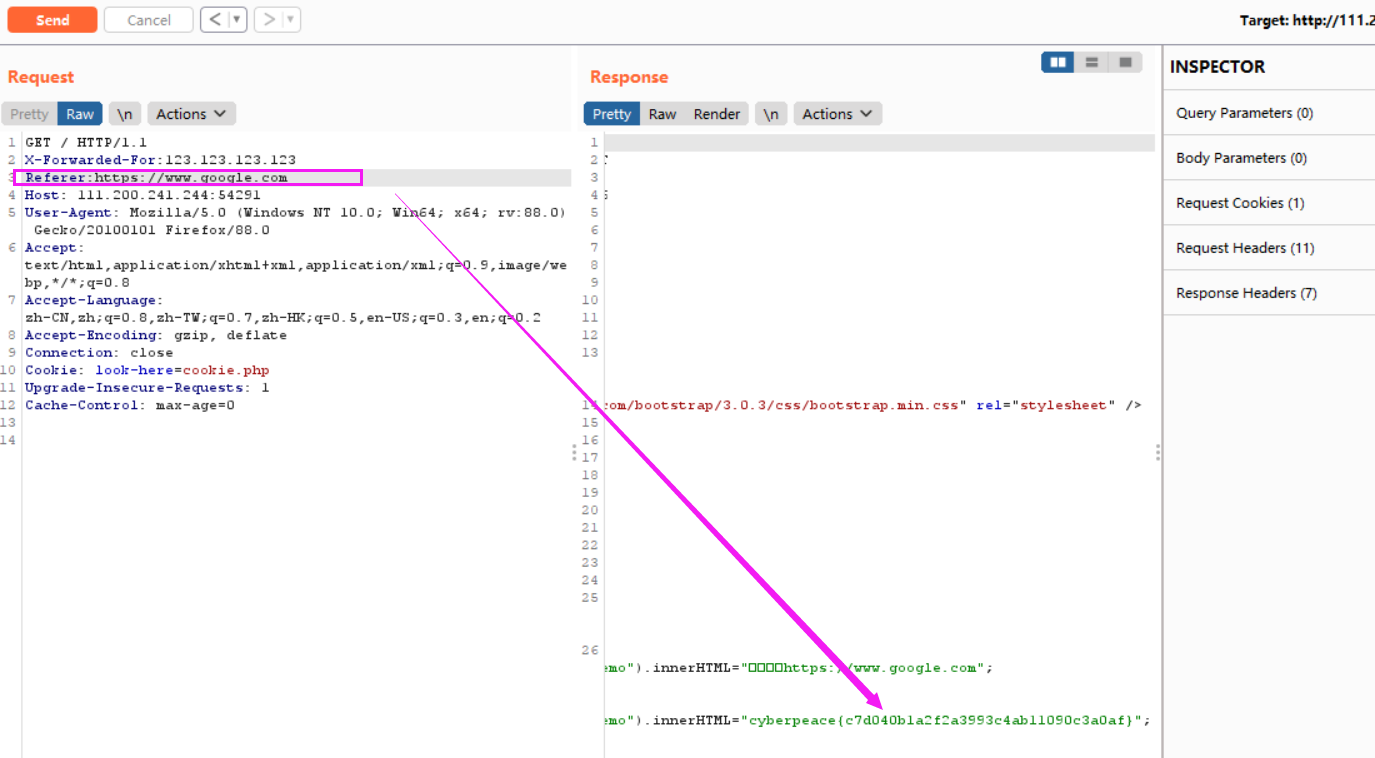 Send Cancel < ▼ > ▼
Target: http://111.2
Request
Pretty Raw \n Actions
1 GET / HTTP/1.1
2 X-Forwarded-For:123.123.123.123
3 Referer:https://www.google.com
4 Host: 111.200.241.244:54291
5 User-Agent: Mozilla/5.0 (Windows NT 10.0; Win64; x64; rv:88.0)
Gecko/20100101 Firefox/88.0
6 Accept:
text/html,application/xhtml+xml,application/xml;q=0.9,image/we
bp,*/*;q=0.8
7 Accept-Language:
zh-CN,zh;q=0.8,zh-TW;q=0.7,zh-HK;q=0.5,en-US;q=0.3,en;q=0.2
8 Accept-Encoding: gzip, deflate
9 Connection: close
10 Cookie: look-here=cookie.php
11 Upgrade-Insecure-Requests: 1
12 Cache-Control: max-age=0
13
14
Response
Pretty Raw Render \n Actions
1
2
3
4
5
6
7
8
9
10
11
12
13
14 com/bootstrap/3.0.3/css/bootstrap.min.css" rel="stylesheet" />
15
16
17
18
19
20
21
22
23
24
25
26
emo").innerHTML="□□□□https://www.google.com";
emo").innerHTML="cyberpeace{c7d040b1a2f2a3993c4ab11090c3a0af}";
INSPECTOR
Query Parameters (0)
Body Parameters (0)
Request Cookies (1)
Request Headers (11)
Response Headers (7)